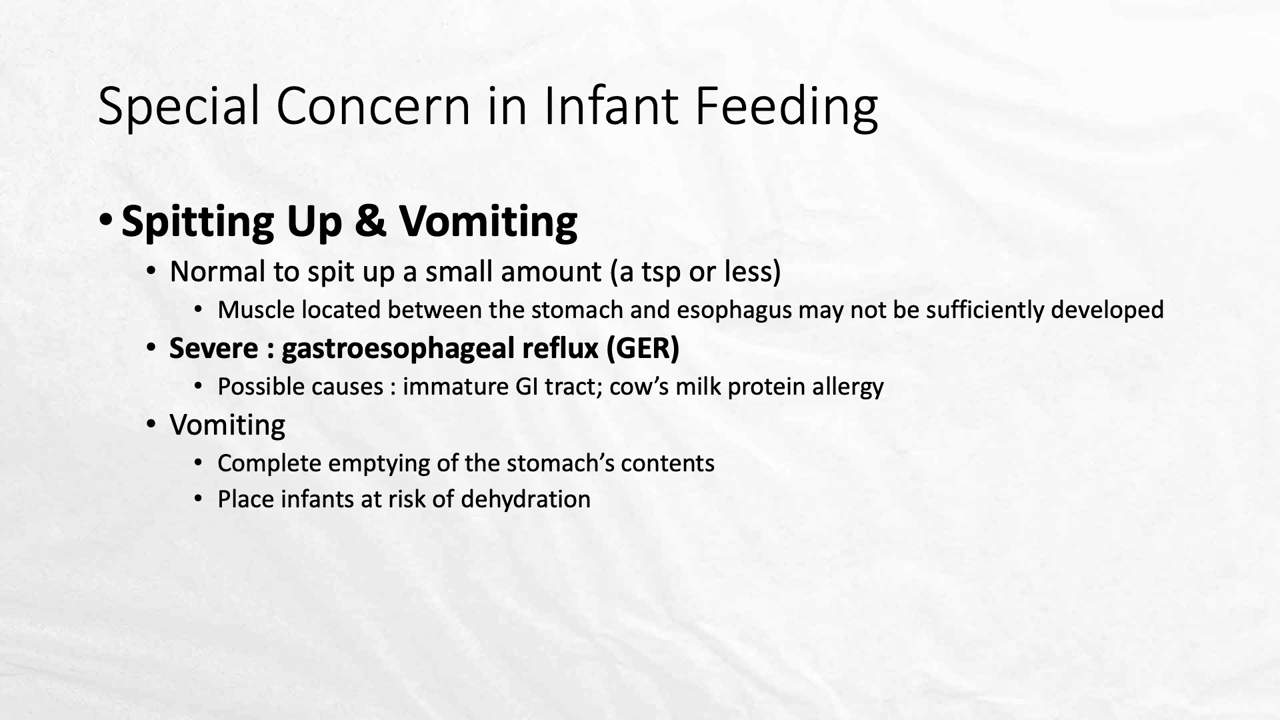 Special Concern in Infant Feeding
• Spitting Up & Vomiting
• Normal to spit up a small amount (a tsp or less)
• Muscle located between the stomach and esophagus may not be sufficiently developed
• Severe : gastroesophageal reflux (GER)
• Possible causes : immature GI tract; cow’s milk protein allergy
• Vomiting
• Complete emptying of the stomach’s contents
• Place infants at risk of dehydration